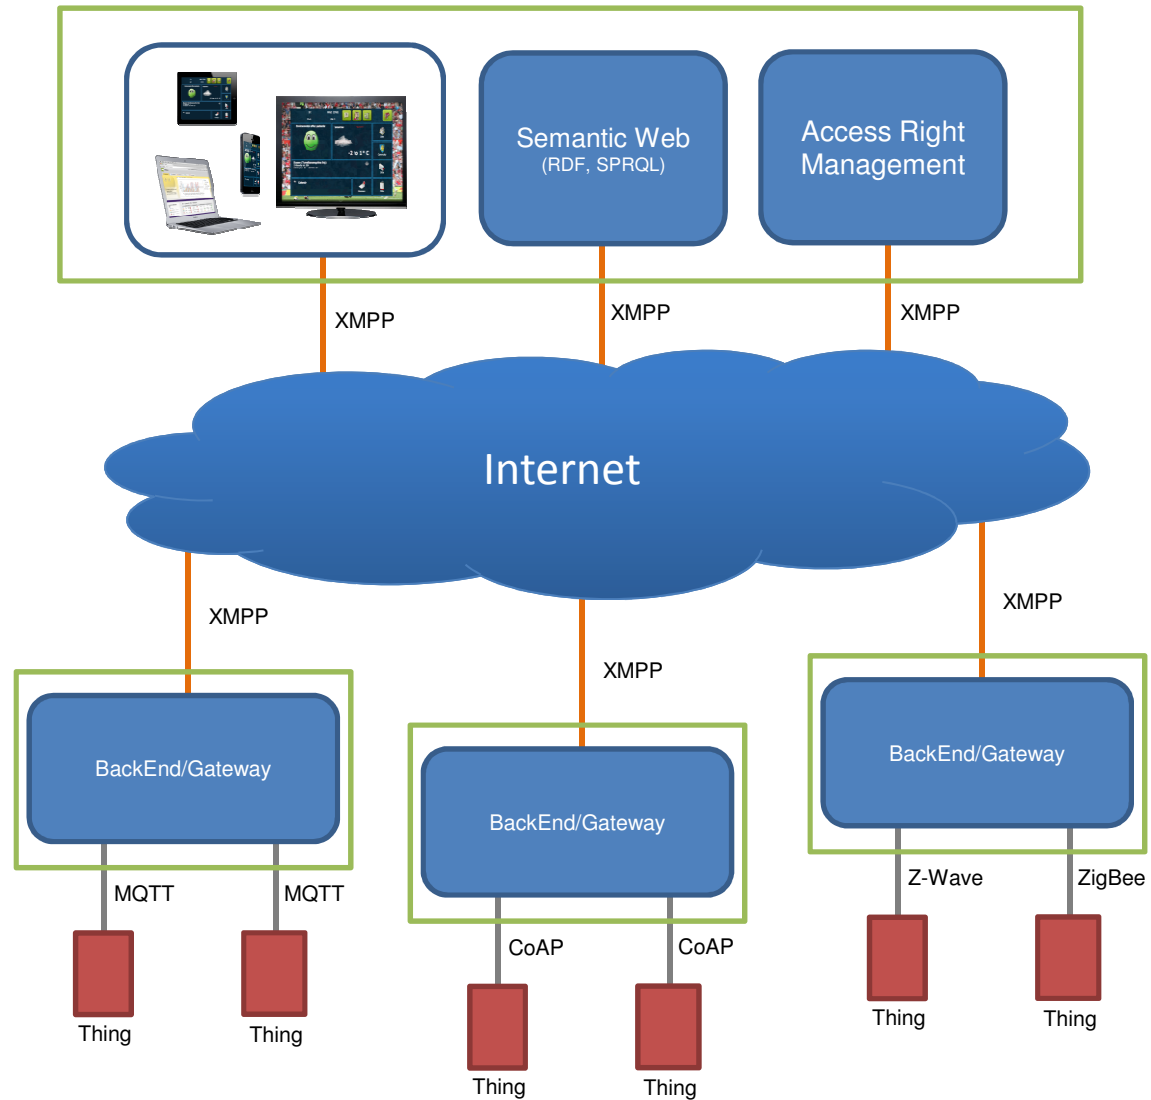 Semantic Web
(RDF, SPRQL)
Access Right
Management
XMPP
XMPP
XMPP
Internet
XMPP
XMPP
XMPP
BackEnd/Gateway
BackEnd/Gateway
BackEnd/Gateway
MQTT
MQTT
CoAP
CoAP
Z-Wave
ZigBee
Thing
Thing
Thing
Thing
Thing
Thing